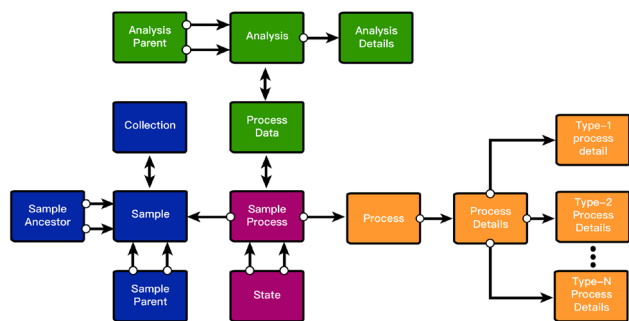 Analysis
Parent
Analysis
Analysis
Details
Collection
Process
Data
Type-1
process
detail
Sample
Ancestor
Sample
Sample
Process
Process
Process
Details
Type-2
Process
Details
Sample
Parent
State
Type-N
Process
Details